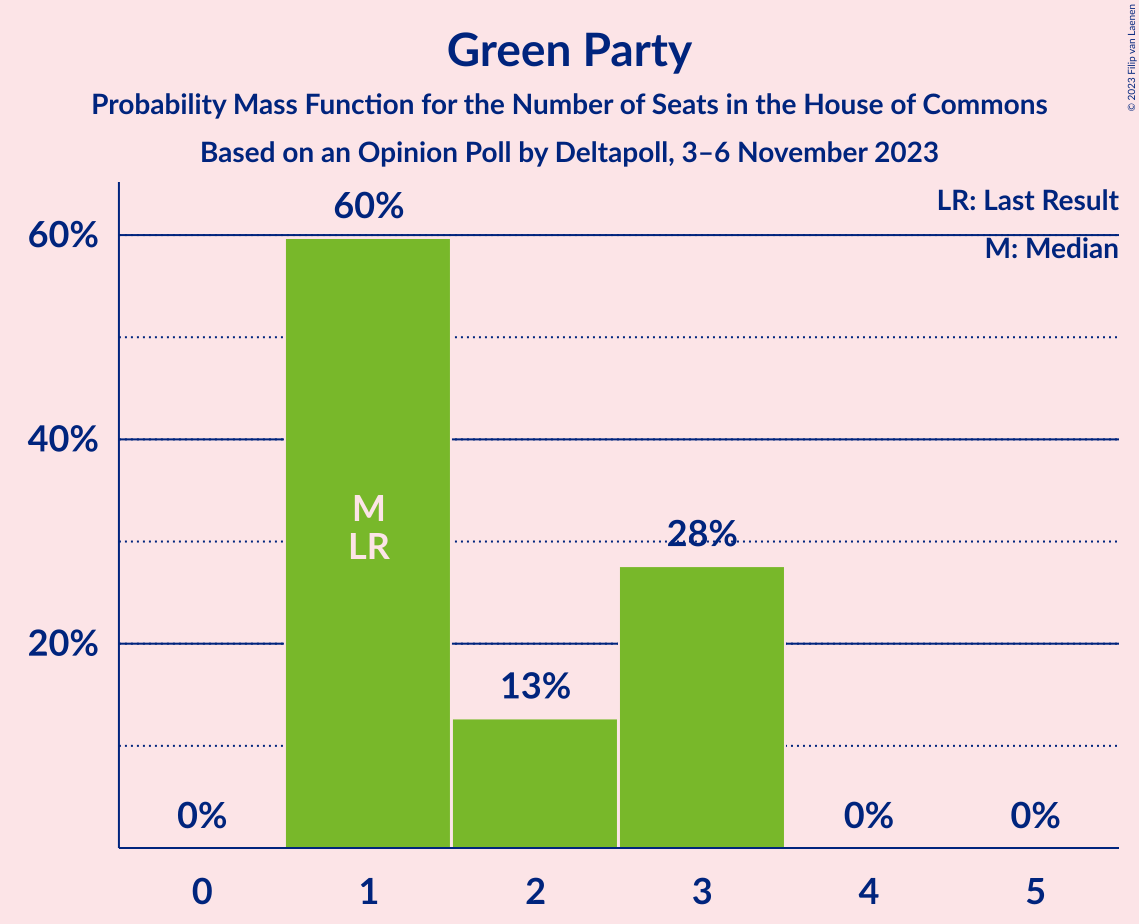 Green Party
Probability Mass Function for the Number of Seats in the House of Commons
Based on an Opinion Poll by Deltapoll, 3–6 November 2023
© 2023 Filip van Laenen
LR: Last Result
M: Median
60%
40%
20%
0%
60%
13%
28%
0%
0%
M
LR
0
1
2
3
4
5